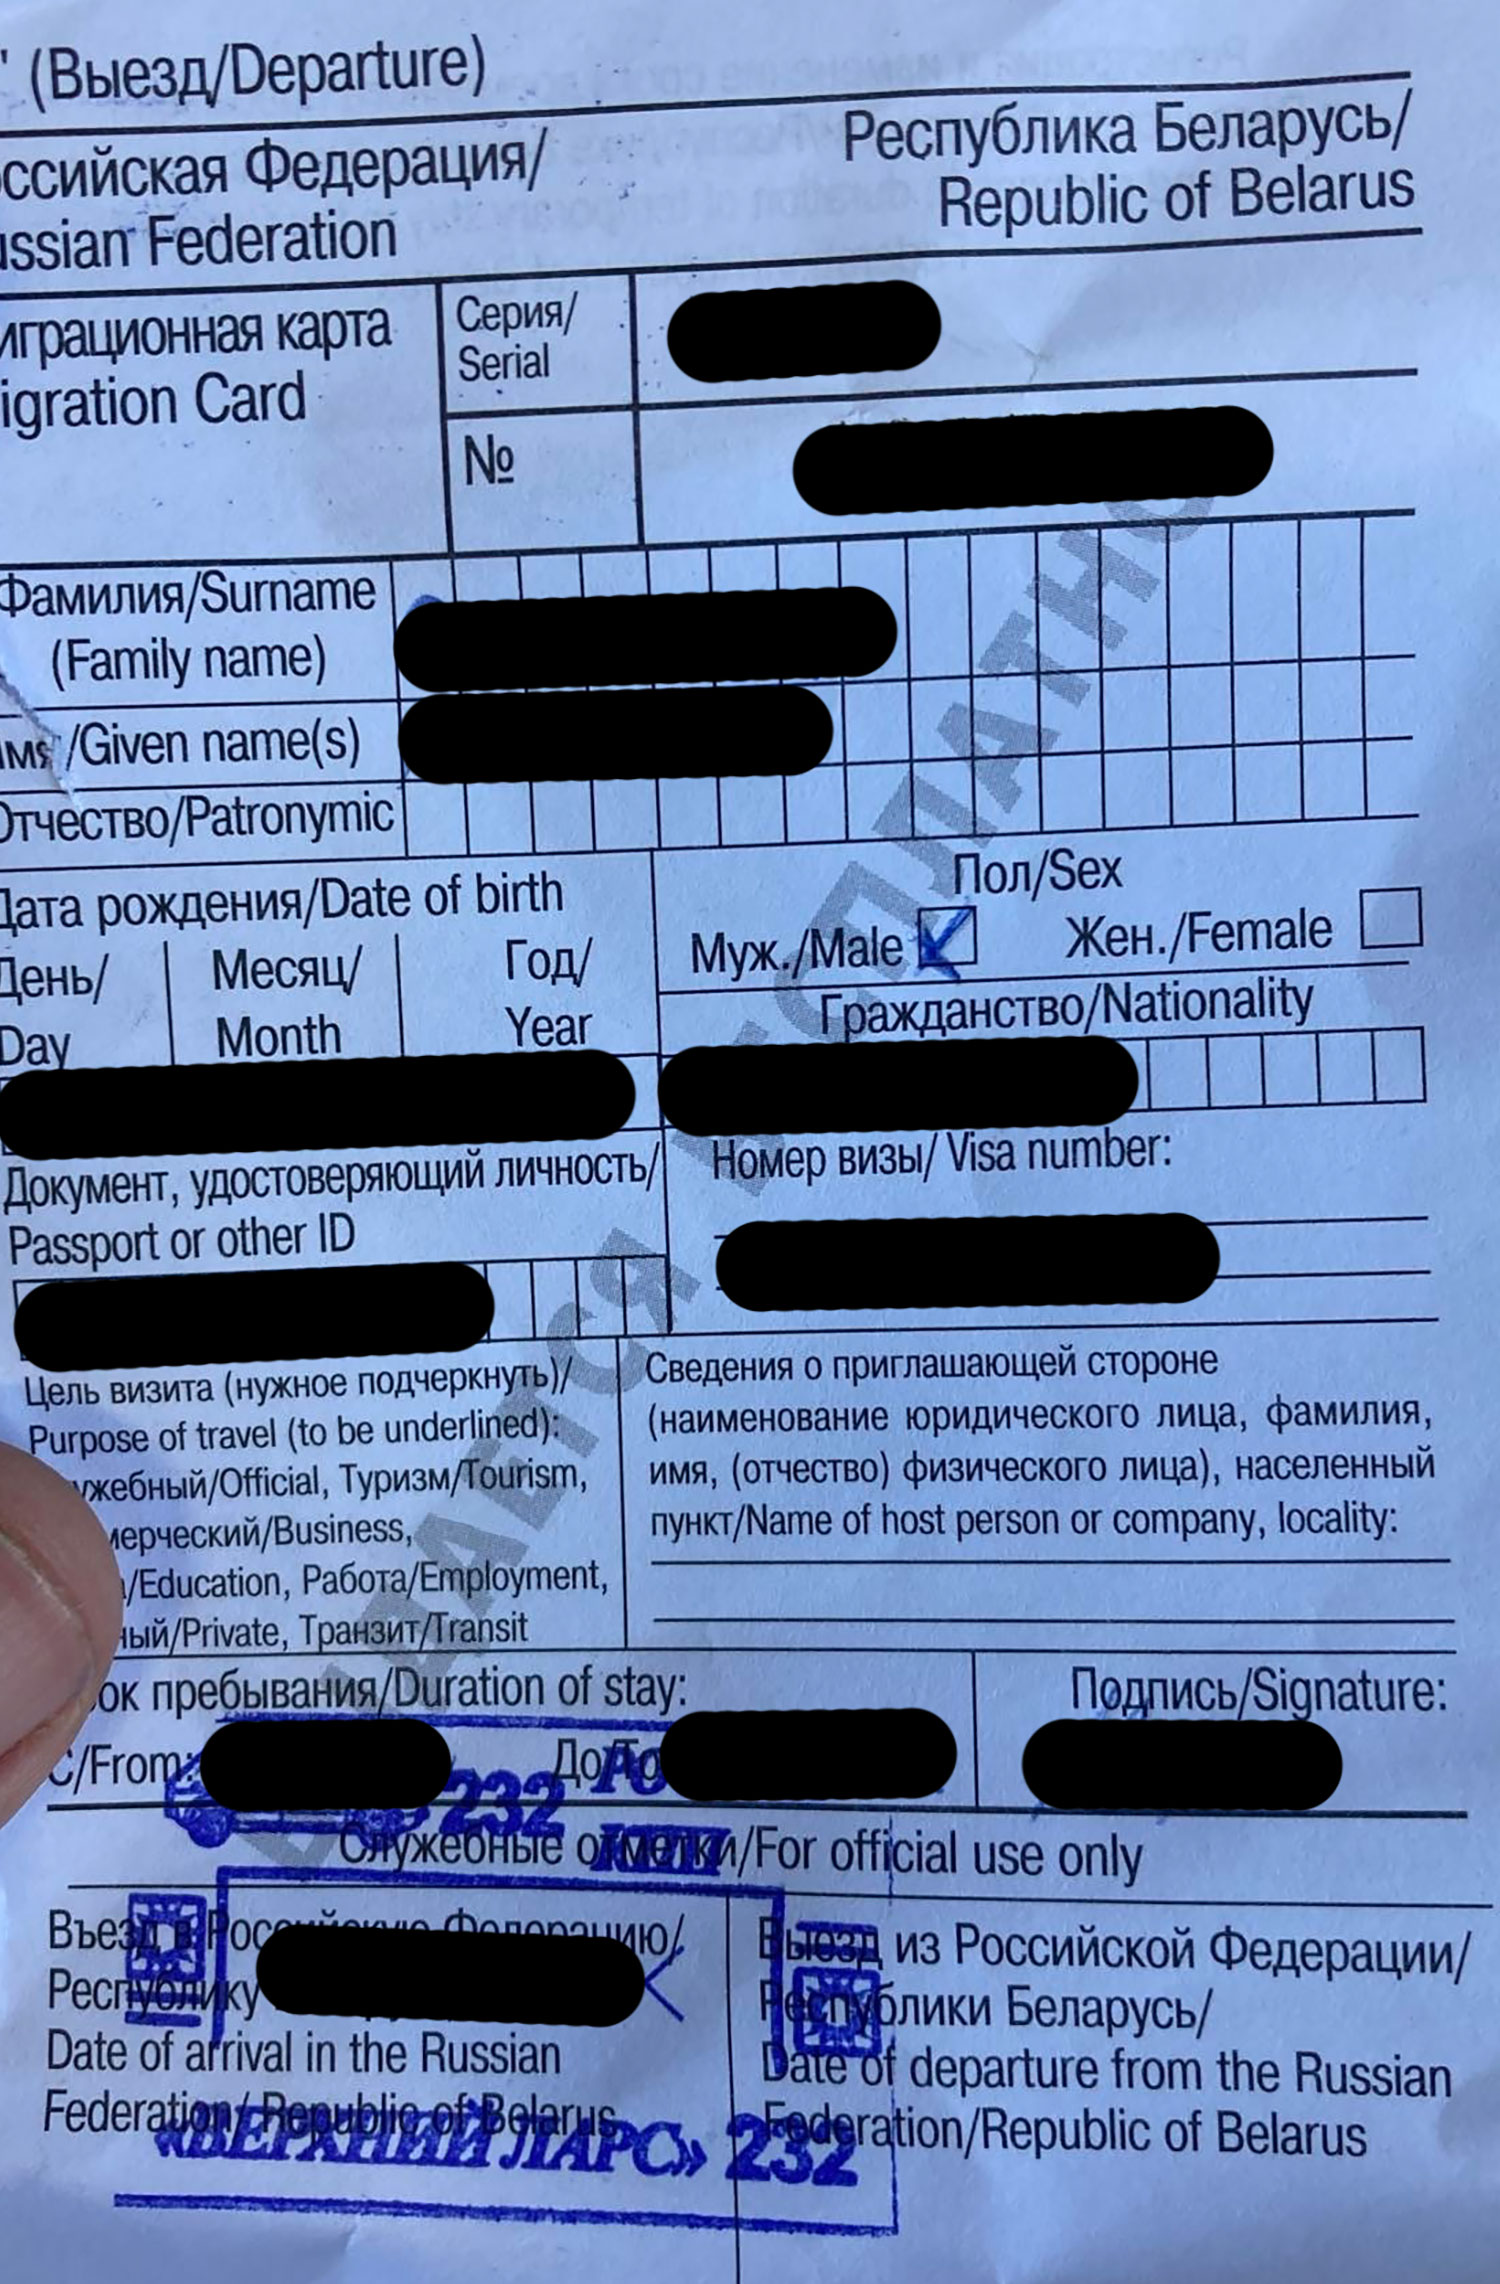 (Выезд/Departure)
ссийская Федерация/
ussian Federation
Республика Беларусь/
Republic of Belarus
играционная карта
igration Card
Серия/
Serial
№
Фамилия/Surname
(Family name)
/Given name(s)
Отчество/Patronymic
Дата рождения/Date of birth
День/
Day
Месяц/
Month
Год/
Year
Пол/Sex
Муж./Male
Жен./Female
Гражданство/Nationality
Документ, удостоверяющий личность/
Passport or other ID
Номер визы/ Visa number:
Цель визита (нужное подчеркнуть)/
Purpose of travel (to be underlined):
ужебный/Official, Туризм/Tourism,
мерческий/Business,
/Education, Работа/Employment,
ный/Private, Транзит/Transit
Сведения о приглашающей стороне
(наименование юридического лица, фамилия,
имя, (отчество) физического лица), населенный
пункт/Name of host person or company, locality:
ок пребывания/Duration of stay:
С/From:
До/To
Подпись/Signature:
232
Служебные отметки/For official use only
Въезд в Российскую Федерацию/
Республику
Date of arrival in the Russian
Federation/ Republic of Belarus
Выезд из Российской Федерации/
Республики Беларусь/
Date of departure from the Russian
Federation/Republic of Belarus
«ВЕРХНИЙ ЛАРС» 232
ВЫДАЕТСЯ БЕСПЛАТНО